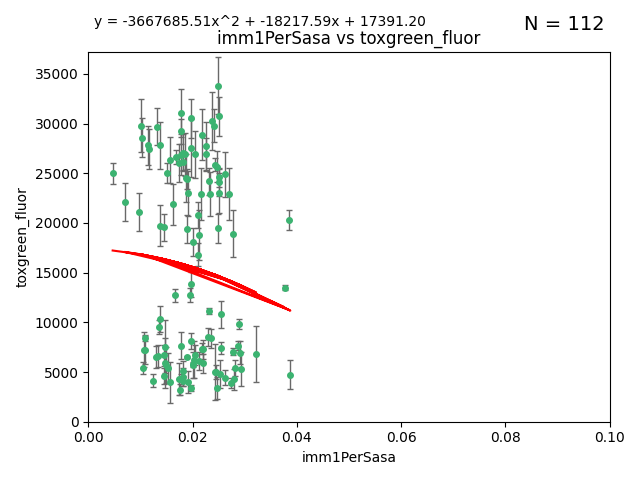 y = -3667685.51x^2 + -18217.59x + 17391.20
N = 112
imm1PerSasa vs toxgreen_fluor
35000
30000
25000
20000
15000
10000
5000
0
toxgreen_fluor
0.00 0.02 0.04 0.06 0.08 0.10
imm1PerSasa